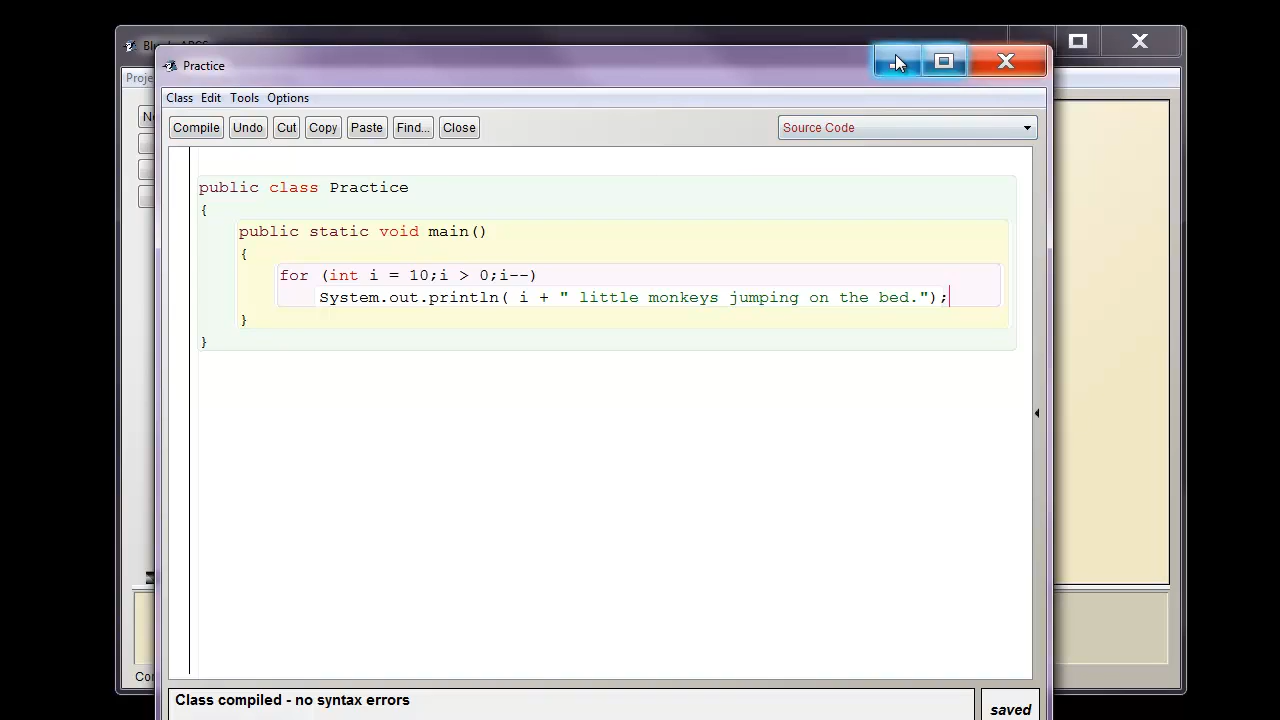 Practice
Proje
Class Edit Tools Options
Compile Undo Cut Copy Paste Find... Close Source Code
public class Practice
{
public static void main()
{
for (int i = 10;i > 0;i--)
System.out.println( i + " little monkeys jumping on the bed.");
}
}
Class compiled - no syntax errors
saved